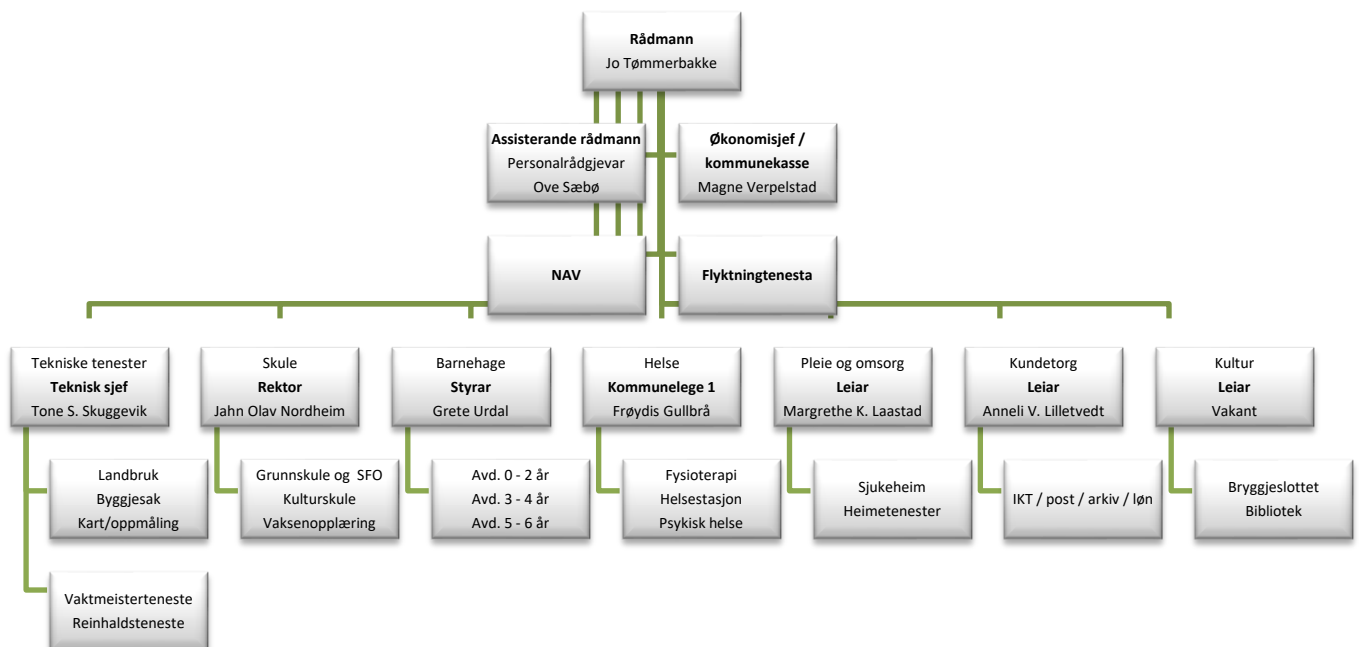 Rådmann
Jo Tømmerbakke
Assisterande rådmann
Personalrådgjevar
Ove Sæbø
Økonomisjef /
kommunekasse
Magne Verpelstad
NAV
Flyktningtenesta
Tekniske tenester
Teknisk sjef
Tone S. Skuggevik
Skule
Rektor
Jahn Olav Nordheim
Barnehage
Styrar
Grete Urdal
Helse
Kommunelege 1
Frøydis Gullbrå
Pleie og omsorg
Leiar
Margrethe K. Laastad
Kundetorg
Leiar
Anneli V. Lilletvedt
Kultur
Leiar
Vakant
Landbruk
Byggjesak
Kart/oppmåling
Grunnskule og SFO
Kulturskule
Vaksenopplæring
Avd. 0 - 2 år
Avd. 3 - 4 år
Avd. 5 - 6 år
Fysioterapi
Helsestasjon
Psykisk helse
Sjukeheim
Heimetenester
IKT / post / arkiv / løn
Bryggjeslottet
Bibliotek
Vaktmeisterteneste
Reinhaldsteneste